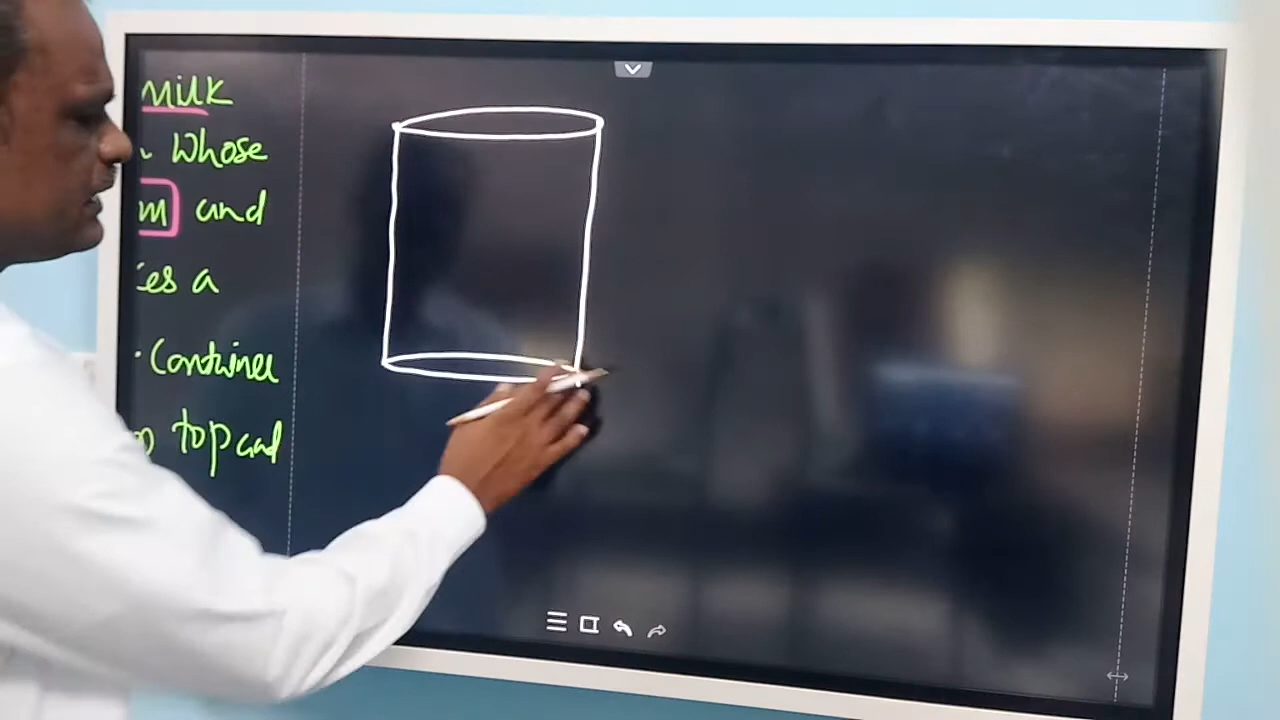 milk
whose
m and
es a
Container
top and